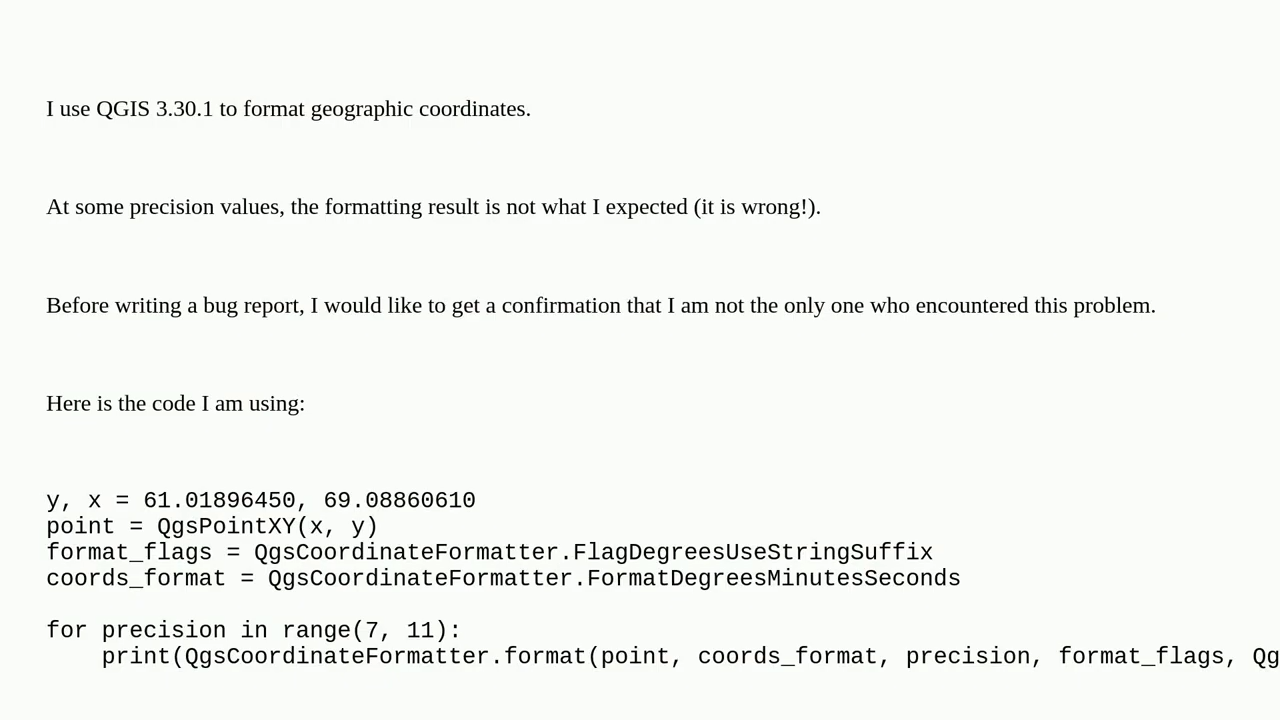 I use QGIS 3.30.1 to format geographic coordinates.
At some precision values, the formatting result is not what I expected (it is wrong!).
Before writing a bug report, I would like to get a confirmation that I am not the only one who encountered this problem.
Here is the code I am using:
y, x = 61.01896450, 69.08860610
point = QgsPointXY(x, y)
format_flags = QgsCoordinateFormatter.FlagDegreesUseStringSuffix
coords_format = QgsCoordinateFormatter.FormatDegreesMinutesSeconds
for precision in range(7, 11):
    print(QgsCoordinateFormatter.format(point, coords_format, precision, format_flags, Qg